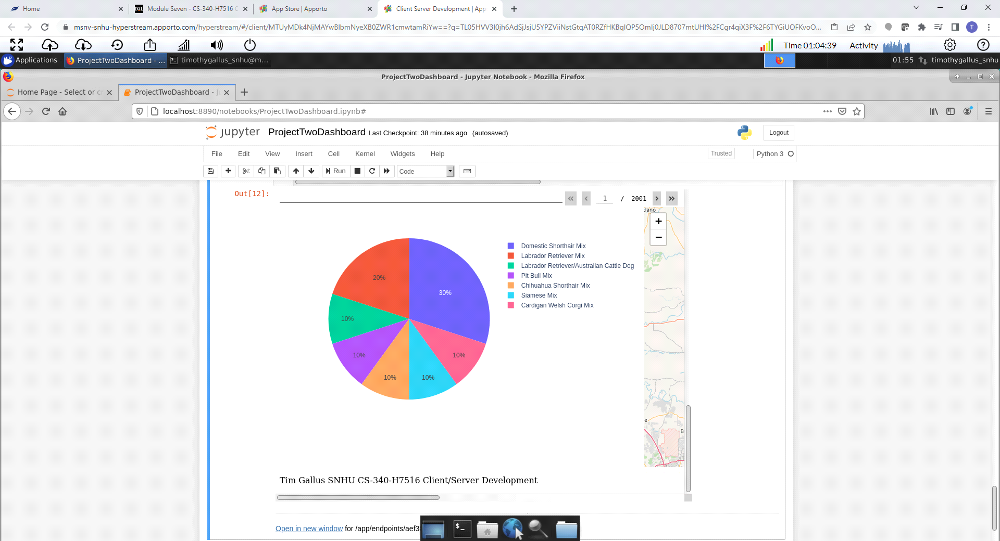 Home
Module Seven - CS-340-H7516 C
App Store | Apporto
Client Server Development | App
msnv-snhu-hyperstream.apporto.com/hyperstream/#/client/MTUyMDk4NjMAYwBlbmNyeXB0ZWR1cmwtamRiYw==?q=TL05HVV3I0jh6AdSjJsjU5YPZViiNstGtqAT0RZfHKBqIQP5OmIj0JLD8707mtUHI%2FCgr4qiX3F%2F6TYGiUOFKvoO...
T
Time 01:04:39
Activity
Applications
ProjectTwoDashboard - ...
timothygallus_snhu@m...
01:55
timothygallus_snhu
ProjectTwoDashboard - Jupyter Notebook - Mozilla Firefox
Home Page - Select or cr
ProjectTwoDashboard - Ju
localhost:8890/notebooks/ProjectTwoDashboard.ipynb#
jupyter
ProjectTwoDashboard Last Checkpoint: 38 minutes ago (autosaved)
Logout
File Edit View Insert Cell Kernel Widgets Help
Trusted
Python 3
Run
Code
Out[12]:
1 / 2001
Llano
+
−
Domestic Shorthair Mix
Labrador Retriever Mix
Labrador Retriever/Australian Cattle Dog
Pit Bull Mix
Chihuahua Shorthair Mix
Siamese Mix
Cardigan Welsh Corgi Mix
20%
30%
10%
10%
10%
10%
10%
e
B
Tim Gallus SNHU CS-340-H7516 Client/Server Development
Open in new window for /app/endpoints/aef38